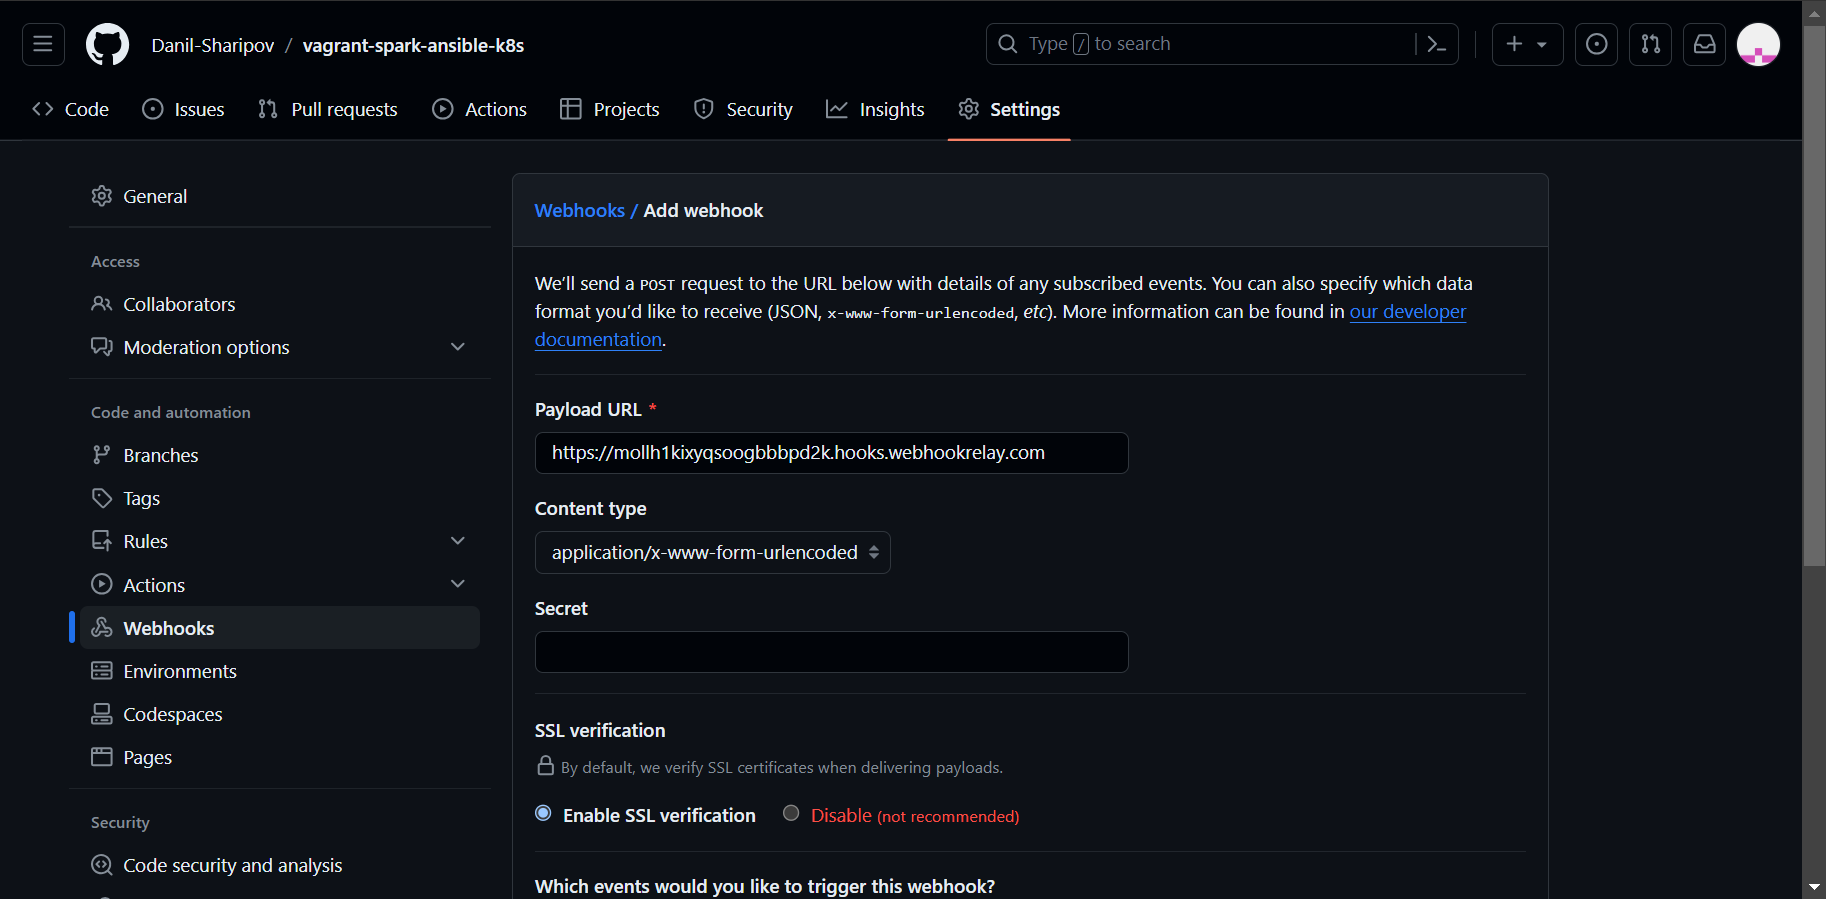 Danil-Sharipov / vagrant-spark-ansible-k8s
Type / to search
Code Issues Pull requests Actions Projects Security Insights Settings
General
Access
Collaborators
Moderation options
Code and automation
Branches
Tags
Rules
Actions
Webhooks
Environments
Codespaces
Pages
Security
Code security and analysis
Webhooks / Add webhook
We’ll send a POST request to the URL below with details of any subscribed events. You can also specify which data
format you’d like to receive (JSON, x-www-form-urlencoded, etc). More information can be found in our developer
documentation.
Payload URL *
https://mollh1kixyqsoogbbbpd2k.hooks.webhookrelay.com
Content type
application/x-www-form-urlencoded
Secret
SSL verification
By default, we verify SSL certificates when delivering payloads.
Enable SSL verification Disable (not recommended)
Which events would you like to trigger this webhook?